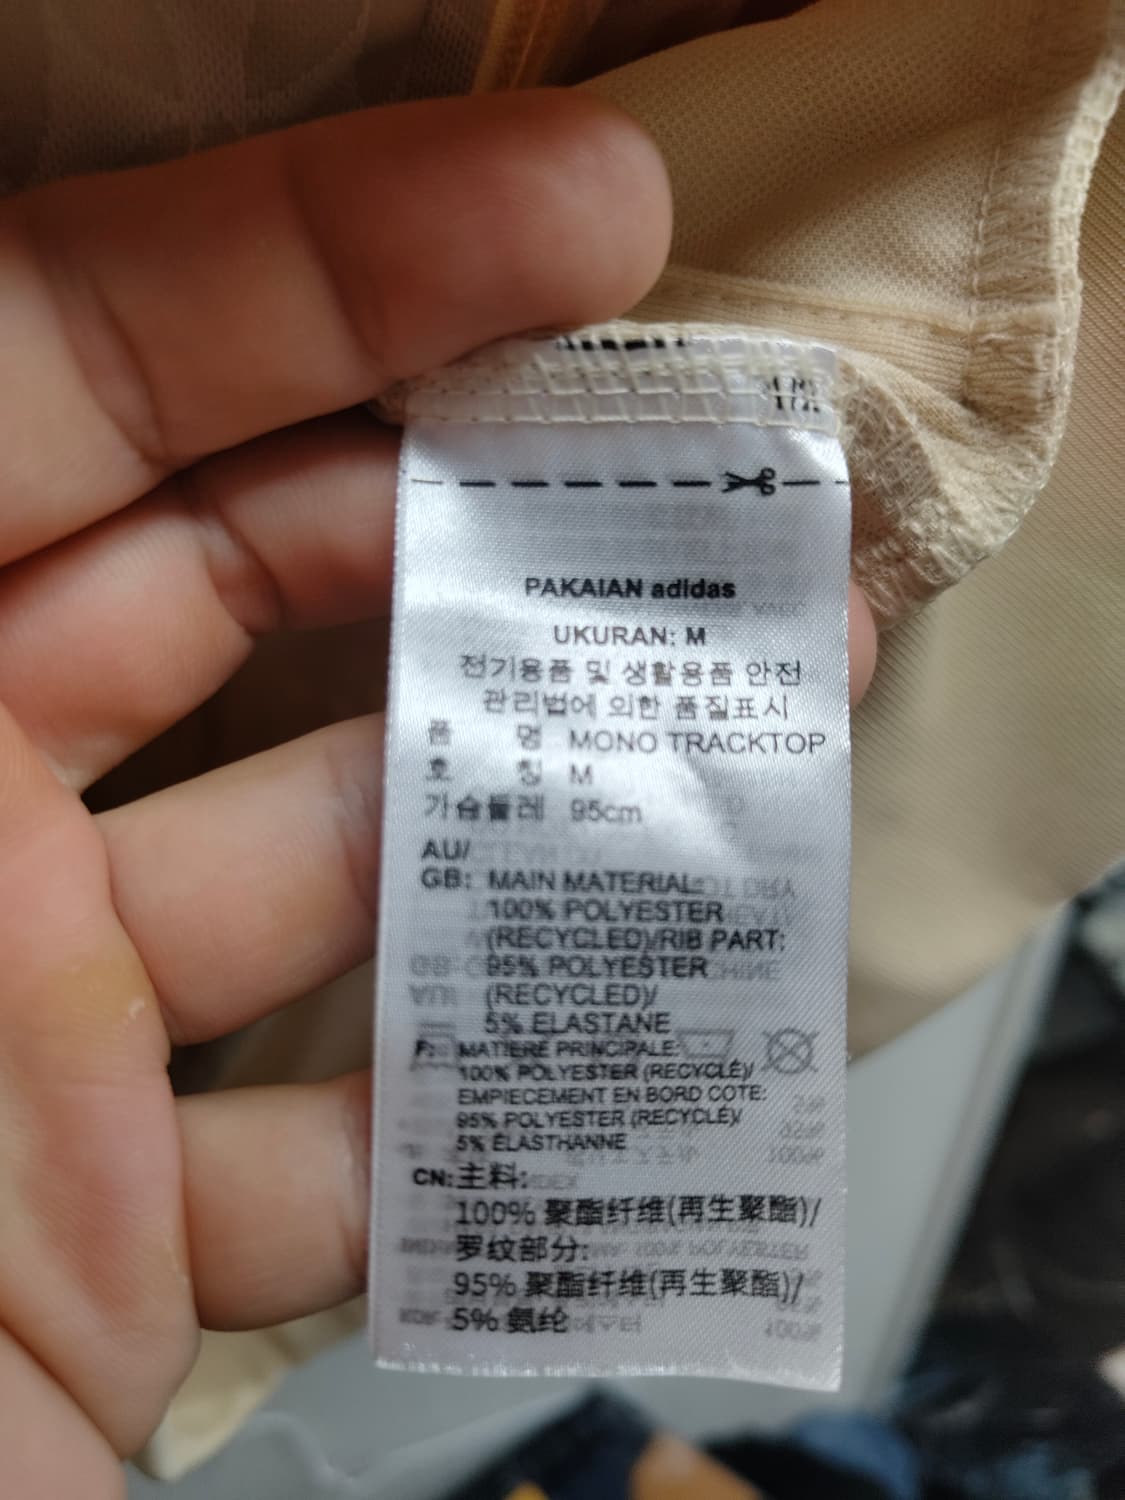 PAKAIAN adidas
UKURAN: M
전기용품 및 생활용품 안전
관리법에 의한 품질표시
품 명 MONO TRACKTOP
호 칭 M
가슴둘레 95cm
AU/
GB: MAIN MATERIAL:
100% POLYESTER
(RECYCLED)/RIB PART:
95% POLYESTER
(RECYCLED)/
5% ELASTANE
F: MATIÈRE PRINCIPALE:
100% POLYESTER (RECYCLÉ)/
EMPIECEMENT EN BORD COTE:
95% POLYESTER (RECYCLÉ)/
5% ÉLASTHANNE
CN: 主料:
100% 聚酯纤维(再生聚酯)/
罗纹部分:
95% 聚酯纤维(再生聚酯)/
5% 氨纶